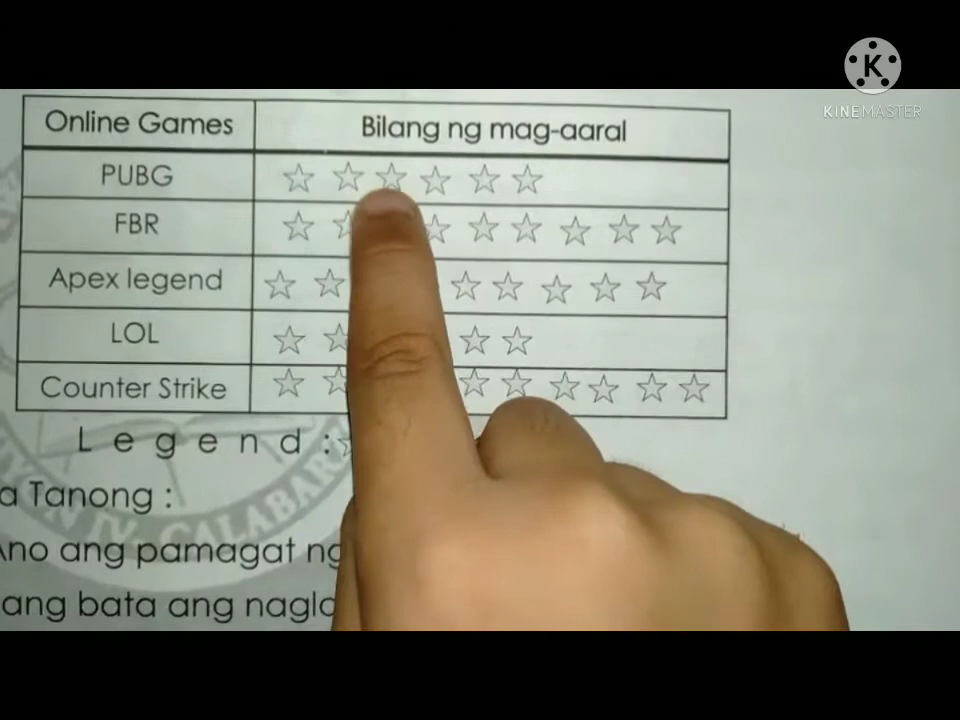 KINEMASTER
Online Games Bilang ng mag-aaral
PUBG
FBR
Apex legend
LOL
Counter Strike
Legend:
a Tanong :
Ano ang pamagat ng
ang bata ang